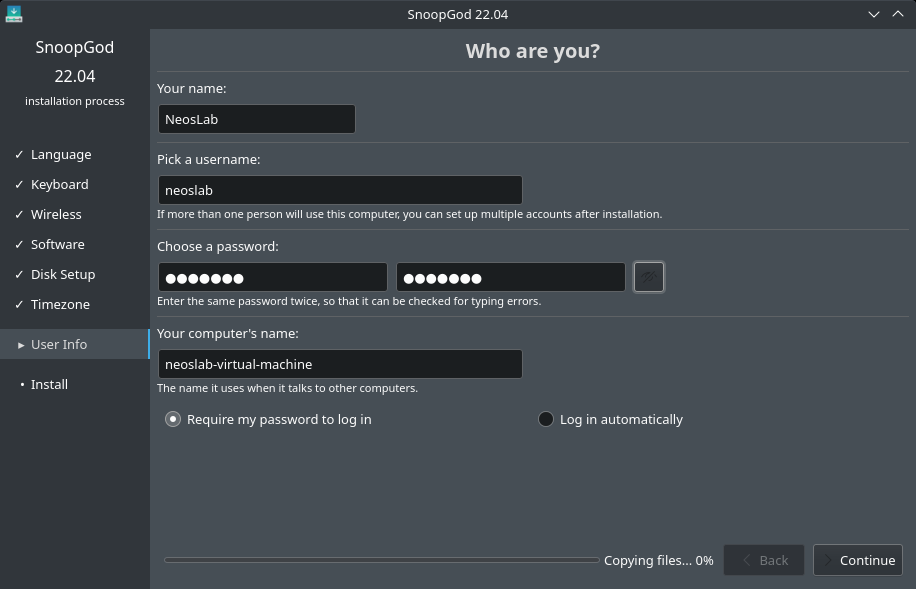 SnoopGod 22.04
SnoopGod
22.04
installation process
✓ Language
✓ Keyboard
✓ Wireless
✓ Software
✓ Disk Setup
✓ Timezone
▸ User Info
• Install
Who are you?
Your name:
NeosLab
Pick a username:
neoslab
If more than one person will use this computer, you can set up multiple accounts after installation.
Choose a password:
●●●●●●● ●●●●●●●
Enter the same password twice, so that it can be checked for typing errors.
Your computer's name:
neoslab-virtual-machine
The name it uses when it talks to other computers.
Require my password to log in Log in automatically
Copying files... 0% Back Continue